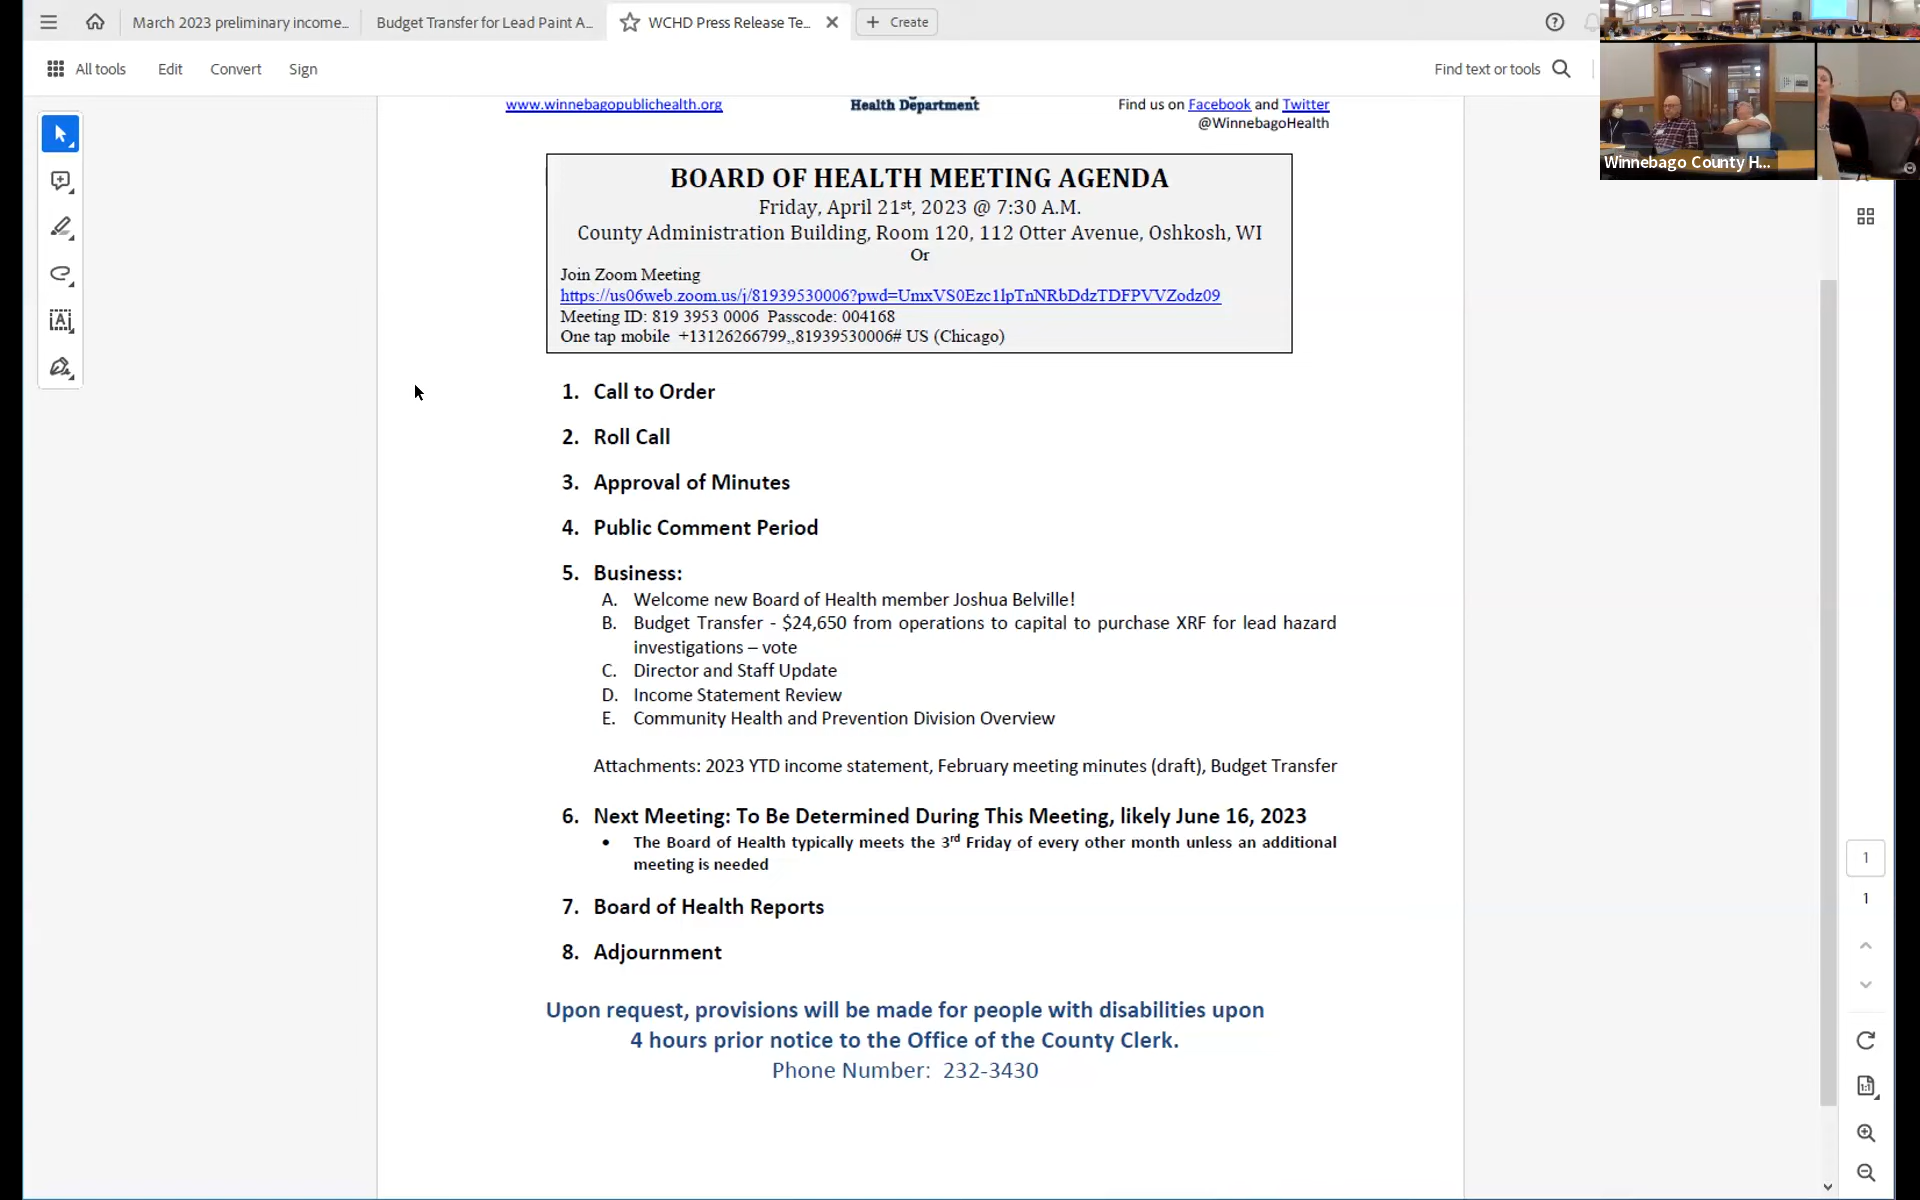 March 2023 preliminary income...
Budget Transfer for Lead Paint A...
WCHD Press Release Te...
Create
All tools
Edit
Convert
Sign
Find text or tools
www.winnebagopublichealth.org
Health Department
Find us on Facebook and Twitter
@WinnebagoHealth
Winnebago County H...
BOARD OF HEALTH MEETING AGENDA
Friday, April 21st, 2023 @ 7:30 A.M.
County Administration Building, Room 120, 112 Otter Avenue, Oshkosh, WI
Or
Join Zoom Meeting
https://us06web.zoom.us/j/81939530006?pwd=UmxVS0Ezc1lpTnNRbDdzTDFPVVZodz09
Meeting ID: 819 3953 0006 Passcode: 004168
One tap mobile +13126266799,,81939530006# US (Chicago)
1. Call to Order
2. Roll Call
3. Approval of Minutes
4. Public Comment Period
5. Business:
A. Welcome new Board of Health member Joshua Belville!
B. Budget Transfer - $24,650 from operations to capital to purchase XRF for lead hazard
investigations – vote
C. Director and Staff Update
D. Income Statement Review
E. Community Health and Prevention Division Overview
Attachments: 2023 YTD income statement, February meeting minutes (draft), Budget Transfer
6. Next Meeting: To Be Determined During This Meeting, likely June 16, 2023
• The Board of Health typically meets the 3rd Friday of every other month unless an additional
meeting is needed
7. Board of Health Reports
8. Adjournment
Upon request, provisions will be made for people with disabilities upon
4 hours prior notice to the Office of the County Clerk.
Phone Number: 232-3430
1
1